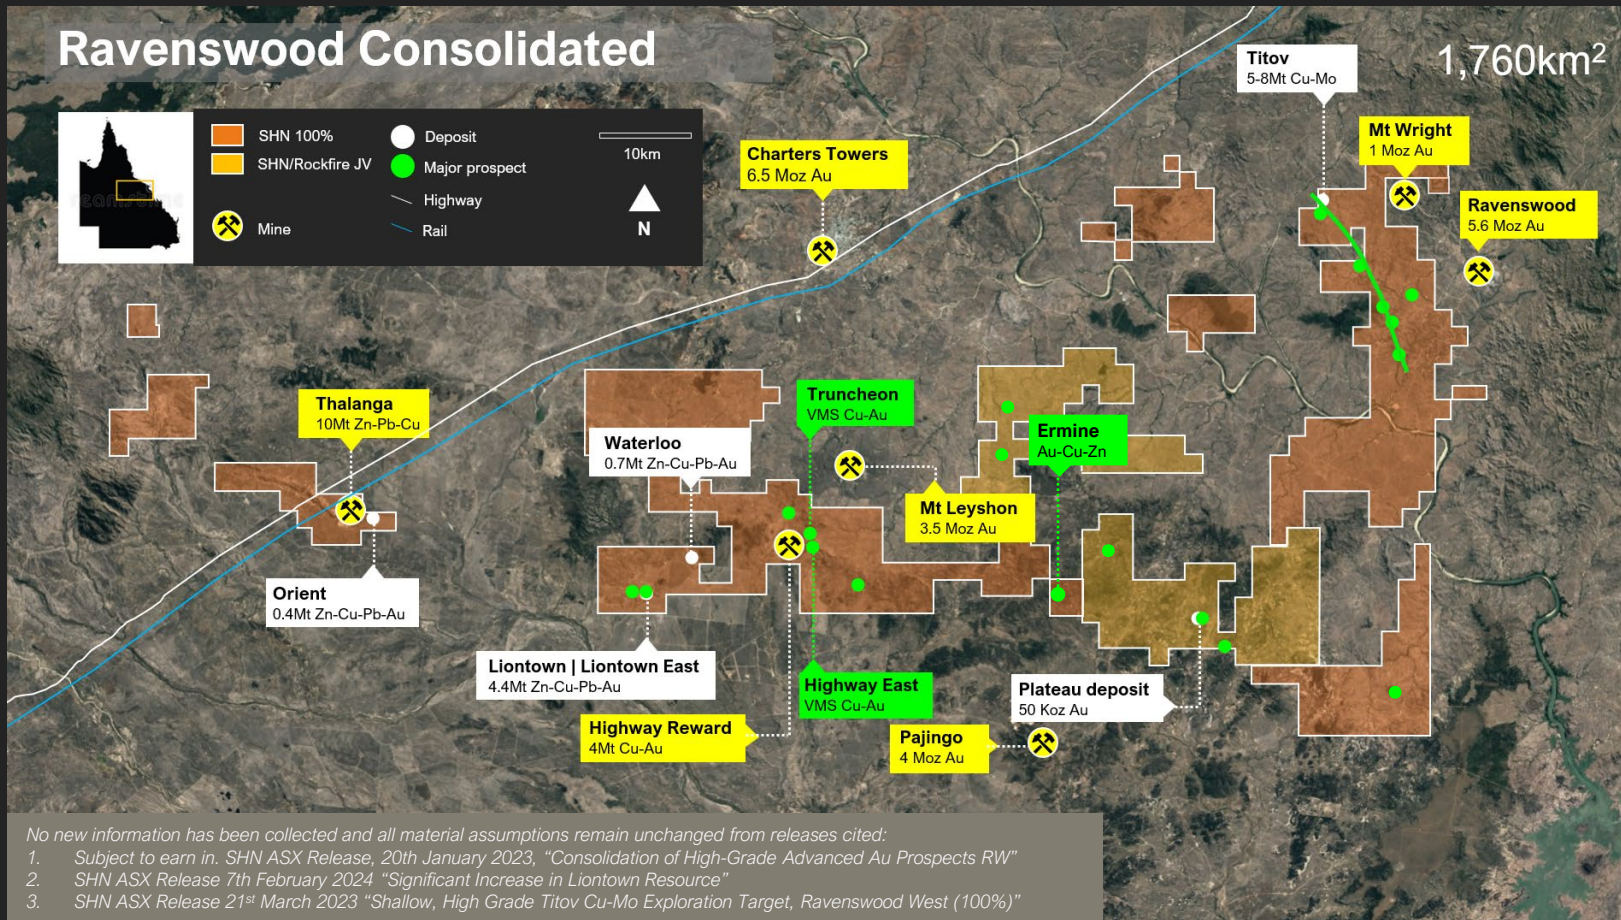 Ravenswood Consolidated
1,760km²
SHN 100%
SHN/Rockfire JV
Mine
Deposit
Major prospect
Highway
Rail
10km
N
Titov
5-8Mt Cu-Mo
Mt Wright
1 Moz Au
Charters Towers
6.5 Moz Au
Ravenswood
5.6 Moz Au
Thalanga
10Mt Zn-Pb-Cu
Truncheon
VMS Cu-Au
Waterloo
0.7Mt Zn-Cu-Pb-Au
Ermine
Au-Cu-Zn
Mt Leyshon
3.5 Moz Au
Orient
0.4Mt Zn-Cu-Pb-Au
Liontown | Liontown East
4.4Mt Zn-Cu-Pb-Au
Highway East
VMS Cu-Au
Plateau deposit
50 Koz Au
Highway Reward
4Mt Cu-Au
Pajingo
4 Moz Au
No new information has been collected and all material assumptions remain unchanged from releases cited:
1. Subject to earn in. SHN ASX Release, 20th January 2023, “Consolidation of High-Grade Advanced Au Prospects RW”
2. SHN ASX Release 7th February 2024 “Significant Increase in Liontown Resource”
3. SHN ASX Release 21st March 2023 “Shallow, High Grade Titov Cu-Mo Exploration Target, Ravenswood West (100%)”